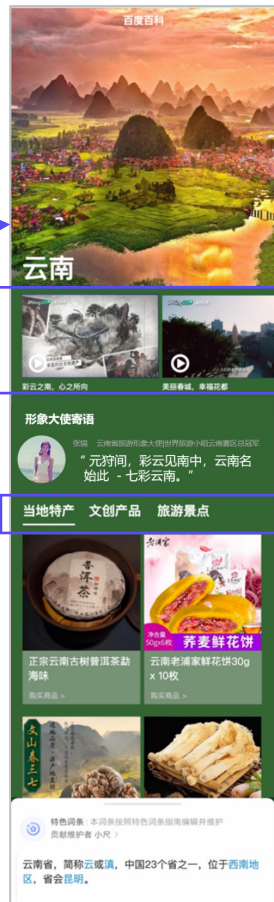 百度百科
云南
彩云之南，心之所向
美丽春城，幸福花都
形象大使寄语
云南省旅游形象大使|世界旅游小姐云南赛区总冠军
“ 元狩间，彩云见南中，云南名
始此 - 七彩云南。”
当地特产 文创产品 旅游景点
普洱茶
老浦家
净含量
50gx6枚
荞麦鲜花饼
正宗云南古树普洱茶勐
海味
购买商品 >
云南老浦家鲜花饼30g
x 10枚
购买商品 >
文山春三七
特色词条 | 本词条按照特色词条指南编辑并维护
贡献维护者 小尺 >
云南省，简称云或滇，中国23个省之一，位于西南地
区，省会昆明。